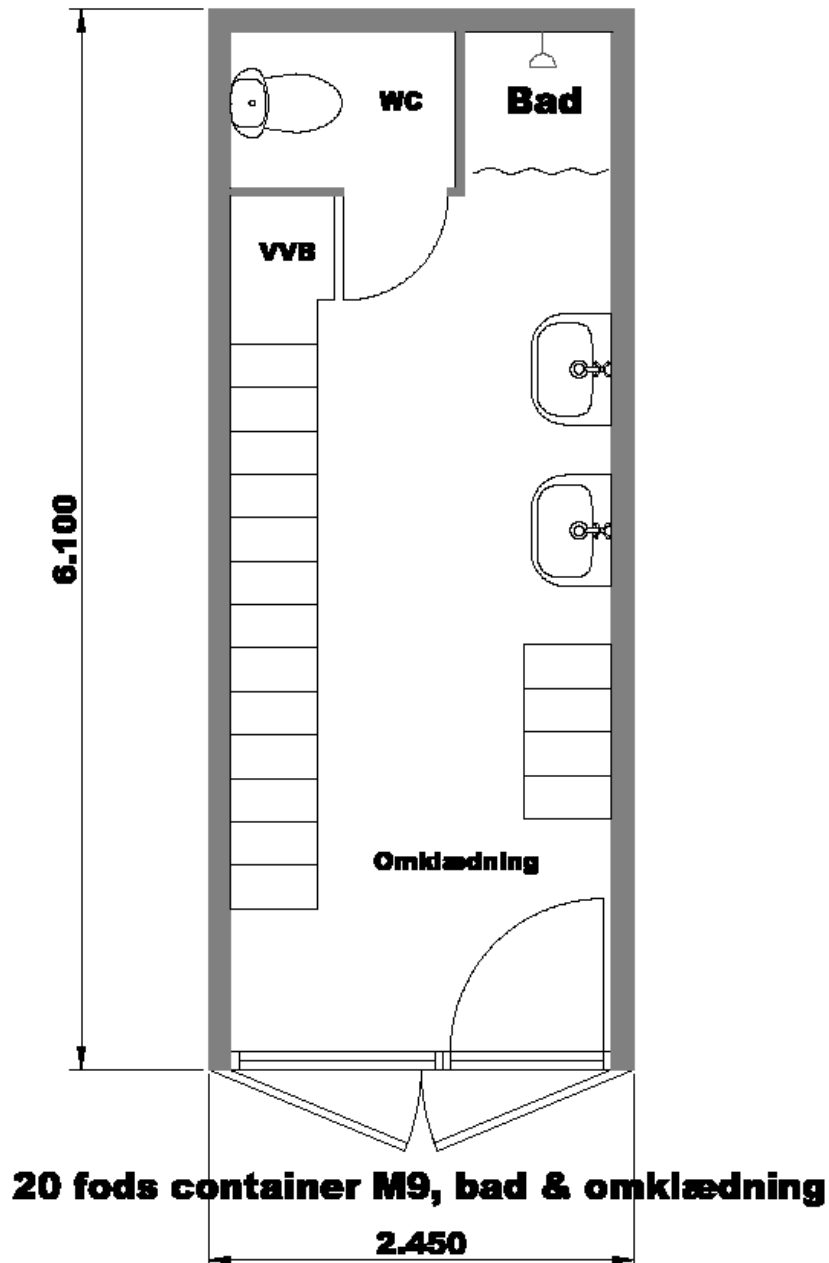 WC
Bad
VVB
6.100
Omklædning
20 fods container M9, bad & omklædning
2.450